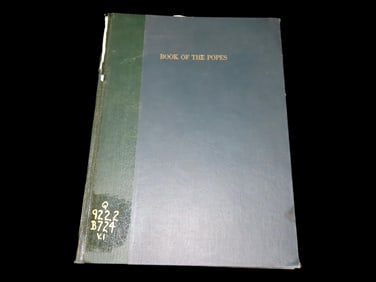 BOOK OF THE POPES
Q
922.2
B724
V.1